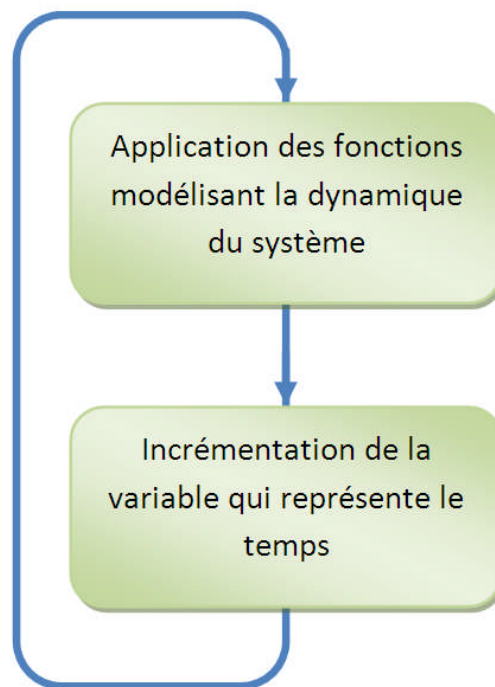 Application des fonctions
modélisant la dynamique
du système
Incrémentation de la
variable qui représente le
temps